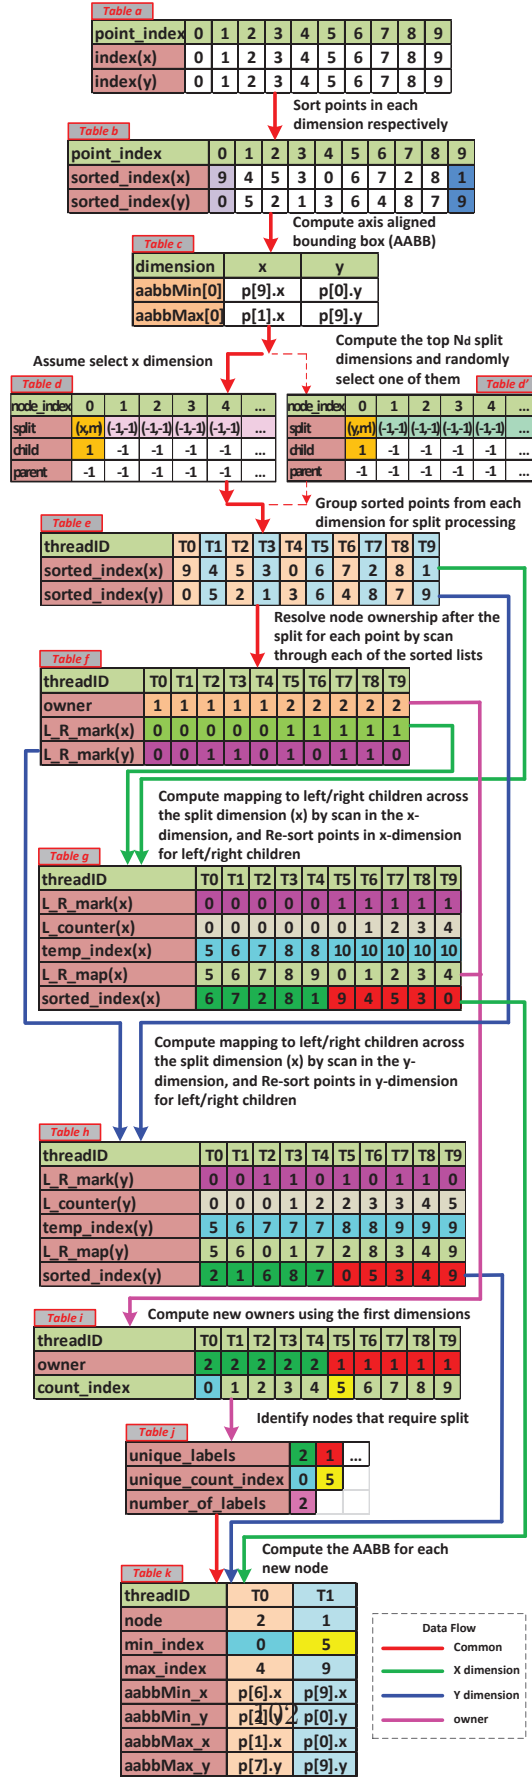 Table a
point_index 0 1 2 3 4 5 6 7 8 9
index(x) 0 1 2 3 4 5 6 7 8 9
index(y) 0 1 2 3 4 5 6 7 8 9
Sort points in each
dimension respectively
Table b
point_index 0 1 2 3 4 5 6 7 8 9
sorted_index(x) 9 4 5 3 0 6 7 2 8 1
sorted_index(y) 0 5 2 1 3 6 4 8 7 9
Compute axis aligned
bounding box (AABB)
Table c
dimension x y
aabbMin[0] p[9].x p[0].y
aabbMax[0] p[1].x p[9].y
Compute the top Nd split
dimensions and randomly
select one of them
Assume select x dimension
Table d
node_index 0 1 2 3 4 ...
split (x,m) (-1,-1) (-1,-1) (-1,-1) (-1,-1) ...
child 1 -1 -1 -1 -1 ...
parent -1 -1 -1 -1 -1 ...
Table d'
node_index 0 1 2 3 4 ...
split (y,m') (-1,-1) (-1,-1) (-1,-1) (-1,-1) ...
child 1 -1 -1 -1 -1 ...
parent -1 -1 -1 -1 -1 ...
Group sorted points from each
dimension for split processing
Table e
threadID T0 T1 T2 T3 T4 T5 T6 T7 T8 T9
sorted_index(x) 9 4 5 3 0 6 7 2 8 1
sorted_index(y) 0 5 2 1 3 6 4 8 7 9
Resolve node ownership after the
split for each point by scan
through each of the sorted lists
Table f
threadID T0 T1 T2 T3 T4 T5 T6 T7 T8 T9
owner 1 1 1 1 1 2 2 2 2 2
L_R_mark(x) 0 0 0 0 0 1 1 1 1 1
L_R_mark(y) 0 0 1 1 0 1 0 1 1 0
Compute mapping to left/right children across
the split dimension (x) by scan in the x-
dimension, and Re-sort points in x-dimension
for left/right children
Table g
threadID T0 T1 T2 T3 T4 T5 T6 T7 T8 T9
L_R_mark(x) 0 0 0 0 0 1 1 1 1 1
L_counter(x) 0 0 0 0 0 0 1 2 3 4
temp_index(x) 5 6 7 8 8 10 10 10 10 10
L_R_map(x) 5 6 7 8 9 0 1 2 3 4
sorted_index(x) 6 7 2 8 1 9 4 5 3 0
Compute mapping to left/right children across
the split dimension (x) by scan in the y-
dimension, and Re-sort points in y-dimension
for left/right children
Table h
threadID T0 T1 T2 T3 T4 T5 T6 T7 T8 T9
L_R_mark(y) 0 0 1 1 0 1 0 1 1 0
L_counter(y) 0 0 0 1 2 2 3 3 4 5
temp_index(y) 5 6 7 7 7 8 8 9 9 9
L_R_map(y) 5 6 0 1 7 2 8 3 4 9
sorted_index(y) 2 1 6 8 7 0 5 3 4 9
Table i
Compute new owners using the first dimensions
threadID T0 T1 T2 T3 T4 T5 T6 T7 T8 T9
owner 2 2 2 2 2 1 1 1 1 1
count_index 0 1 2 3 4 5 6 7 8 9
Identify nodes that require split
Table j
unique_labels 2 1 ...
unique_count_index 0 5
number_of_labels 2
Compute the AABB for each
new node
Table k
threadID T0 T1
node 2 1
min_index 0 5
max_index 4 9
aabbMin_x p[6].x p[9].x
aabbMin_y p[2].y p[0].y
aabbMax_x p[1].x p[0].x
aabbMax_y p[7].y p[9].y
102
Data Flow
Common
X dimension
Y dimension
owner